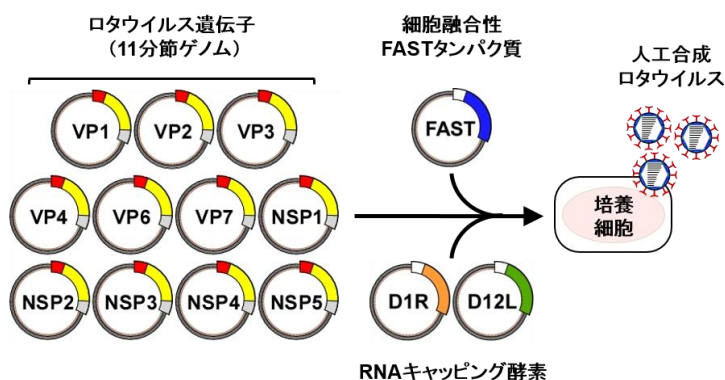 ロタウイルス遺伝子
（11分節ゲノム）
VP1
VP2
VP3
VP4
VP6
VP7
NSP1
NSP2
NSP3
NSP4
NSP5
細胞融合性
FASTタンパク質
FAST
D1R
D12L
RNAキャッピング酵素
人工合成
ロタウイルス
培養
細胞